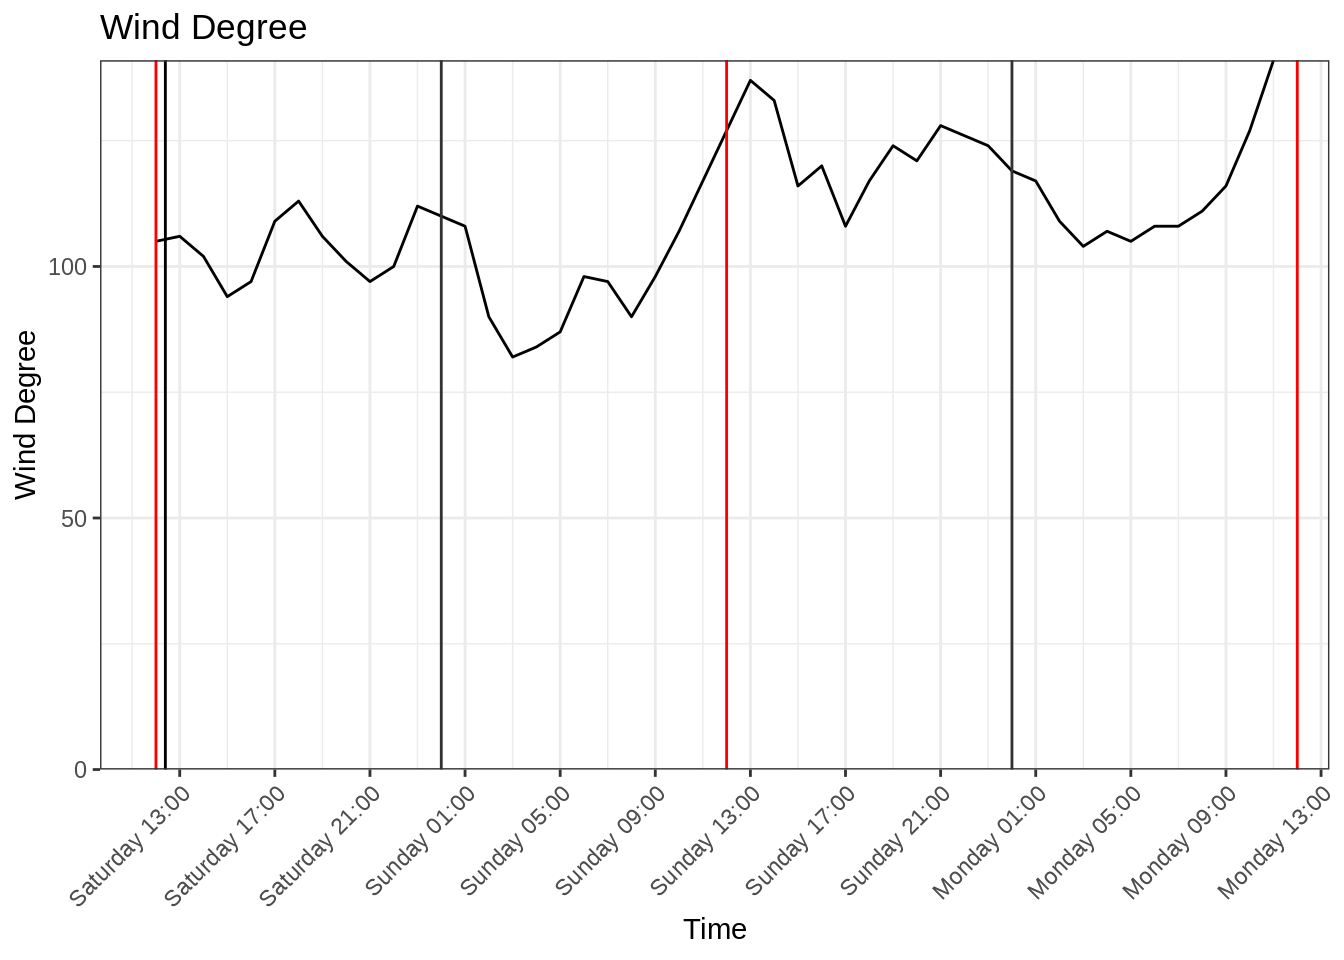 Wind Degree
Wind Degree
100
50
0
Saturday 13:00
Saturday 17:00
Saturday 21:00
Sunday 01:00
Sunday 05:00
Sunday 09:00
Sunday 13:00
Sunday 17:00
Sunday 21:00
Monday 01:00
Monday 05:00
Monday 09:00
Monday 13:00
Time